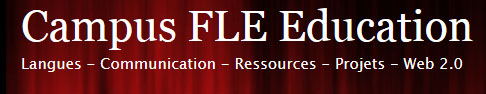 Campus FLE Education
Langues – Communication – Ressources – Projets – Web 2.0